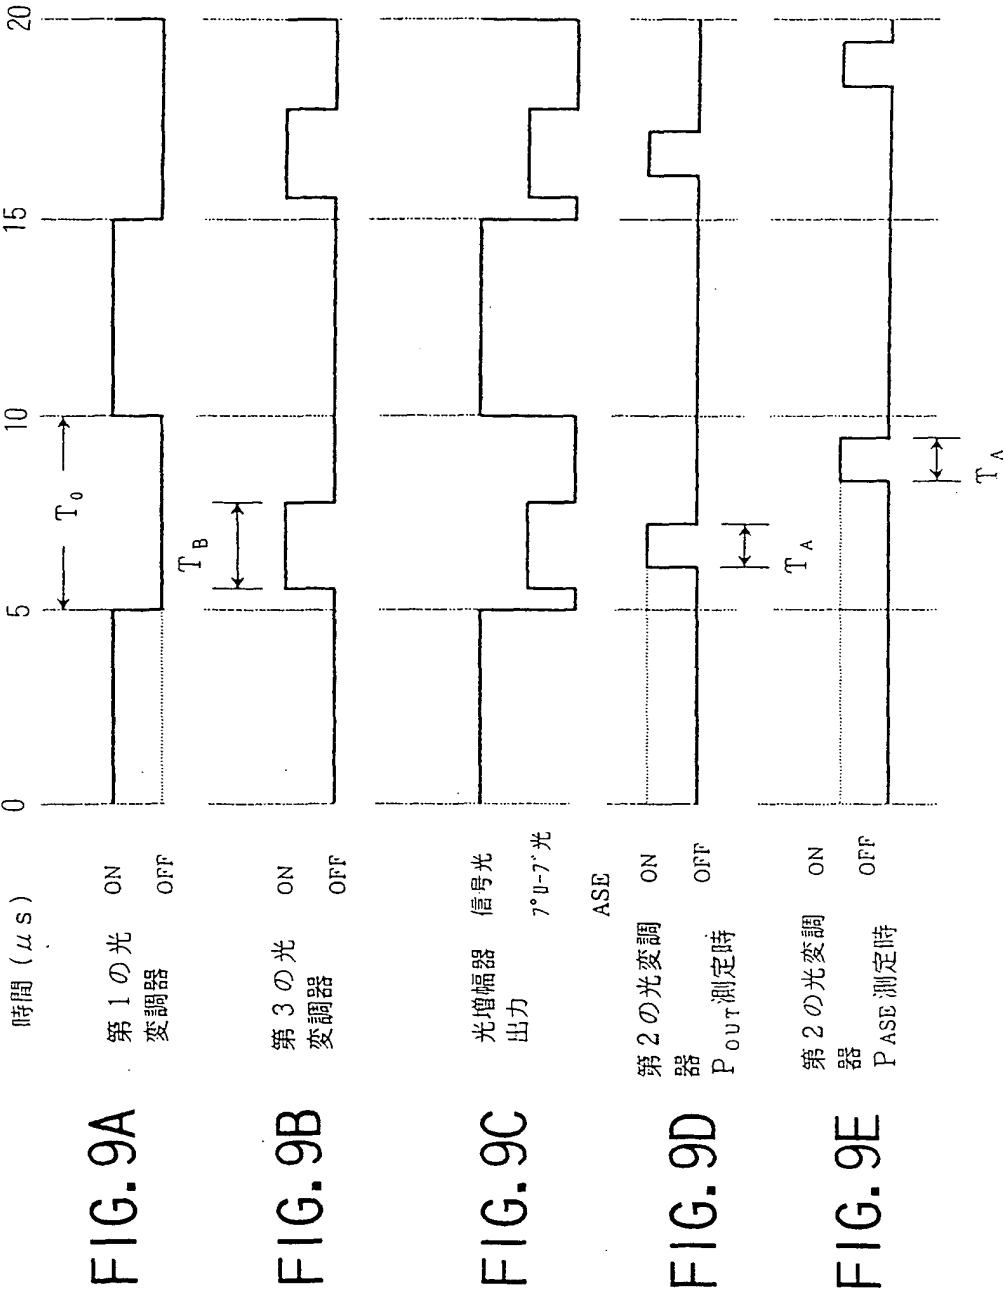 時間 (μs)
0
5
10
15
20
FIG. 9A
第1の光
変調器
ON
OFF
T0
FIG. 9B
第3の光
変調器
ON
OFF
TB
FIG. 9C
光増幅器
出力
信号光
プローブ光
ASE
FIG. 9D
第2の光変調
器
POUT測定時
ON
OFF
TA
FIG. 9E
第2の光変調
器
PASE測定時
ON
OFF
TA